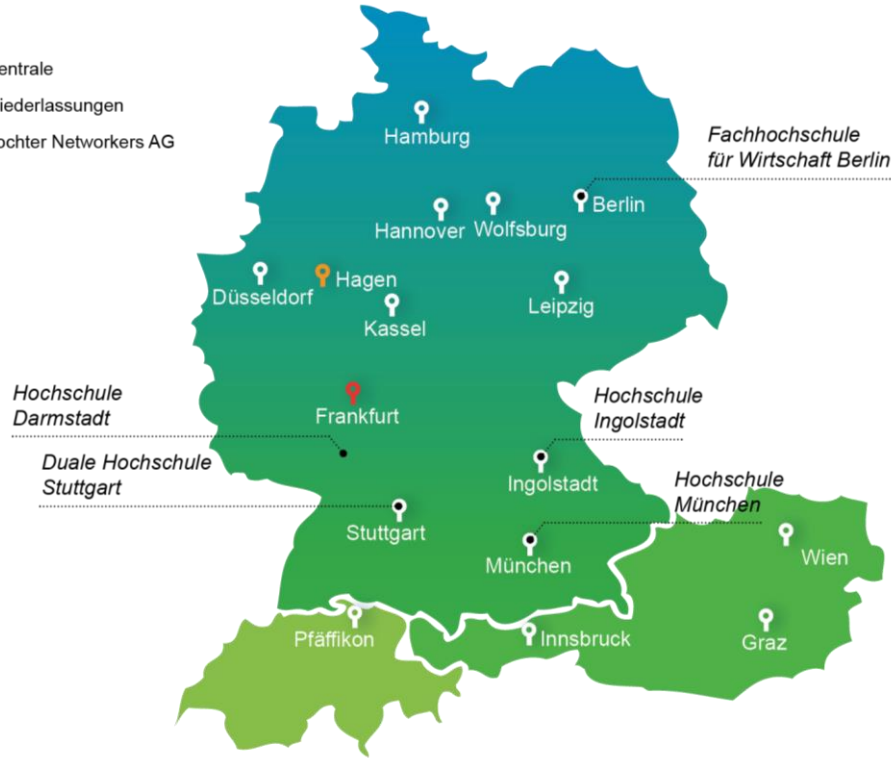 entrale
iederlassungen
ochter Networkers AG
Hamburg
Fachhochschule
für Wirtschaft Berlin
Hannover
Wolfsburg
Berlin
Düsseldorf
Hagen
Kassel
Leipzig
Hochschule
Darmstadt
Frankfurt
Hochschule
Ingolstadt
Duale Hochschule
Stuttgart
Ingolstadt
Hochschule
München
Stuttgart
München
Wien
Pfäffikon
Innsbruck
Graz